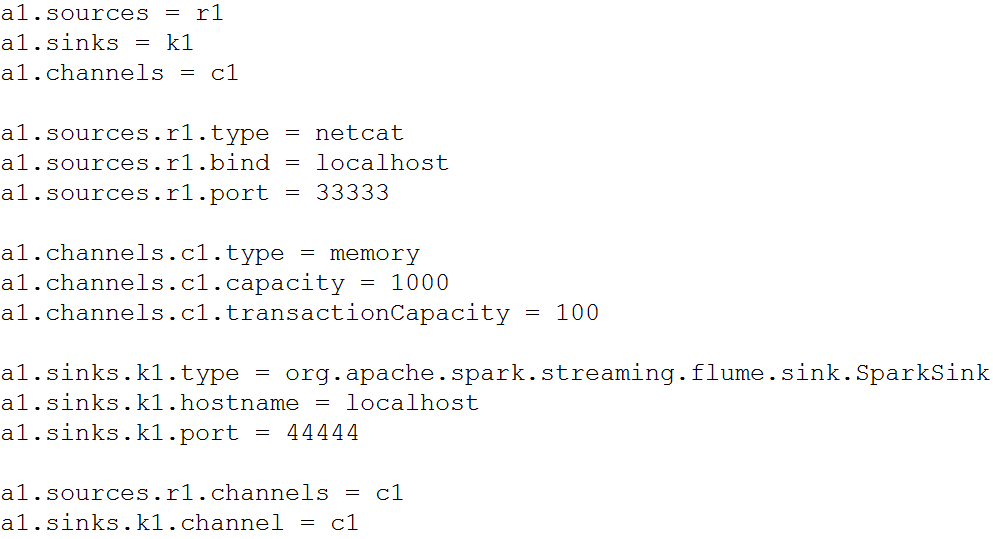 a1.sources = r1
a1.sinks = k1
a1.channels = c1
a1.sources.r1.type = netcat
a1.sources.r1.bind = localhost
a1.sources.r1.port = 33333
a1.channels.c1.type = memory
a1.channels.c1.capacity = 1000
a1.channels.c1.transactionCapacity = 100
a1.sinks.k1.type = org.apache.spark.streaming.flume.sink.SparkSink
a1.sinks.k1.hostname = localhost
a1.sinks.k1.port = 44444
a1.sources.r1.channels = c1
a1.sinks.k1.channel = c1